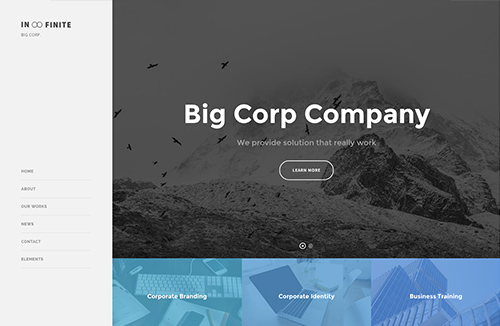 IN ∞ FINITE
BIG CORP.
HOME
ABOUT
OUR WORKS
NEWS
CONTACT
ELEMENTS
Big Corp Company
We provide solution that really work
LEARN MORE
Corporate Branding
Corporate Identity
Business Training